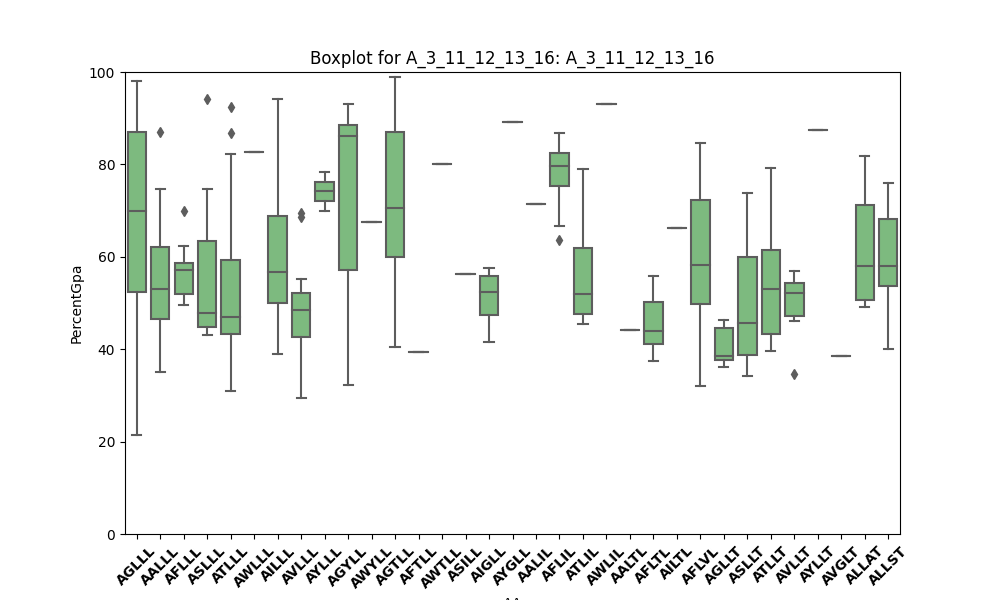 Boxplot for A_3_11_12_13_16: A_3_11_12_13_16
PercentGpa
100
80
60
40
20
0
AGLLL AALLL AFLLL ASLLL ATLLL AWLLL AILLL AVLLL AYLLL AGYLL AWYLL AGTLL AFTLL AWTLL ASILL AIGLL AYGLL AALIL AFLIL ATLIL AWLIL AALTL AFLTL AILTL AFLVL AGLLT ASLLT ATLLT AVLLT AYLLT AVGLT ALLAT ALLST